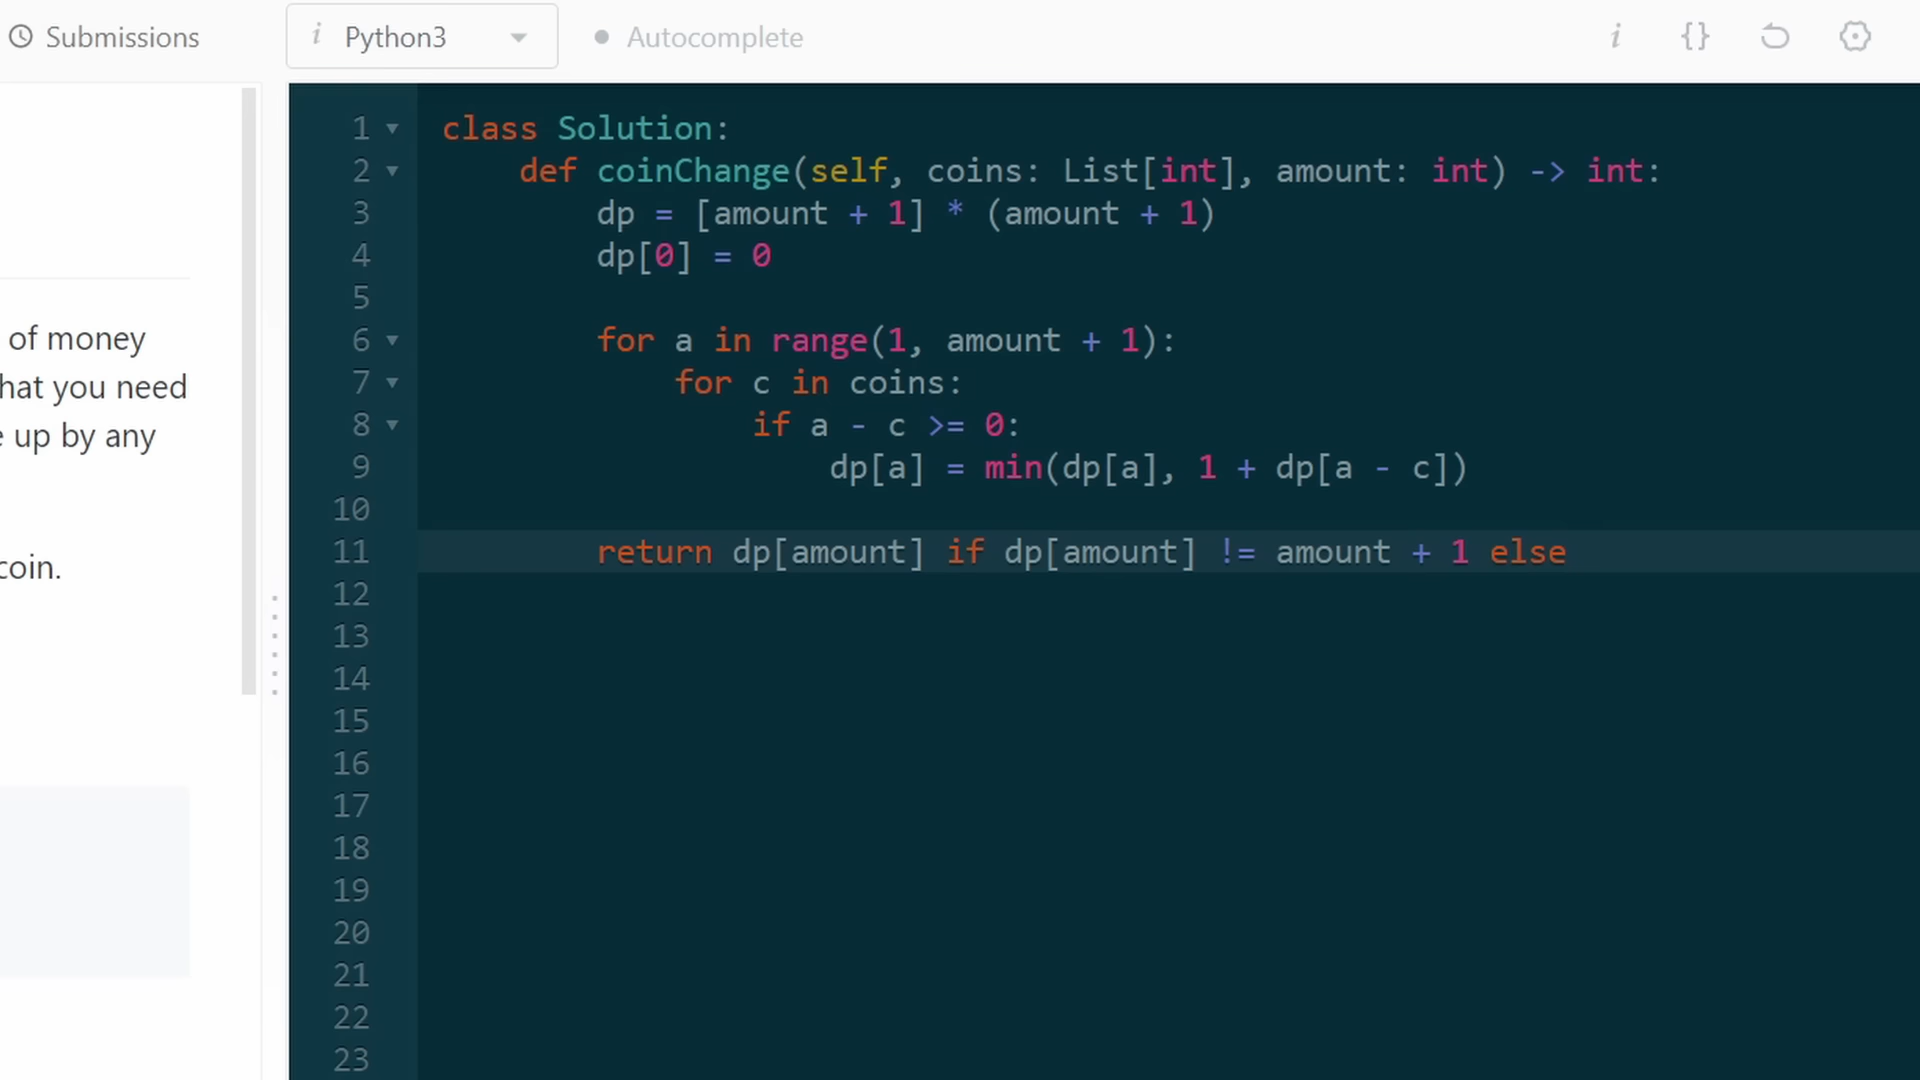 Submissions
i Python3
Autocomplete
i {}
of money
hat you need
e up by any
coin.
1 class Solution:
2 def coinChange(self, coins: List[int], amount: int) -> int:
3 dp = [amount + 1] * (amount + 1)
4 dp[0] = 0
5
6 for a in range(1, amount + 1):
7 for c in coins:
8 if a - c >= 0:
9 dp[a] = min(dp[a], 1 + dp[a - c])
10
11 return dp[amount] if dp[amount] != amount + 1 else
12
13
14
15
16
17
18
19
20
21
22
23